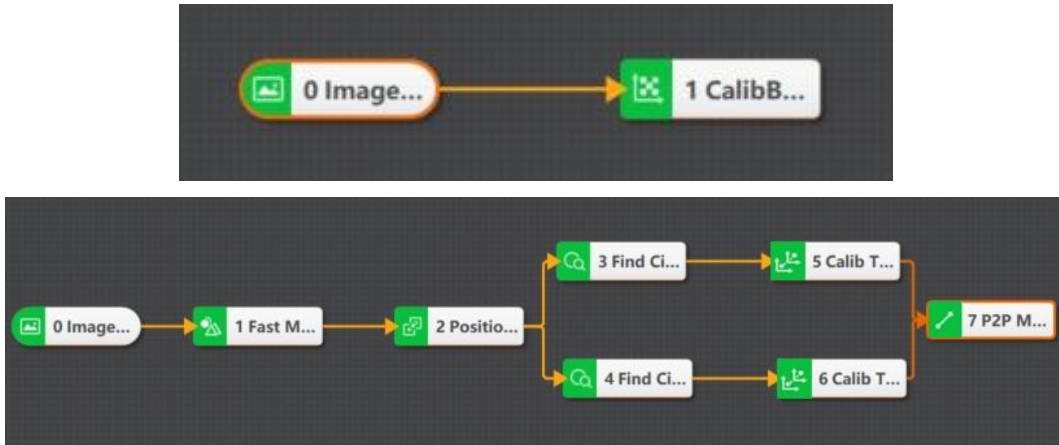 0 Image...
1 CalibB...
0 Image...
1 Fast M...
2 Positio...
3 Find Ci...
5 Calib T...
4 Find Ci...
6 Calib T...
7 P2P M...